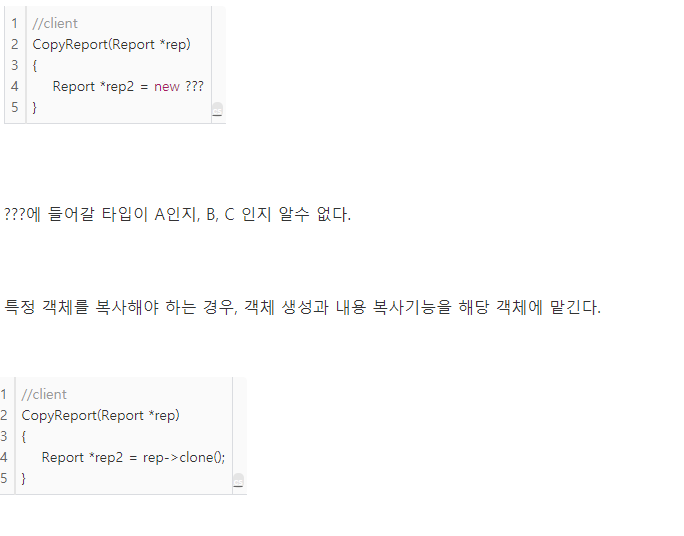 1 //client
2 CopyReport(Report *rep)
3 {
4 Report *rep2 = new ???
5 }
???에 들어갈 타입이 A인지, B, C 인지 알수 없다.
특정 객체를 복사해야 하는 경우, 객체 생성과 내용 복사기능을 해당 객체에 맡긴다.
1 //client
2 CopyReport(Report *rep)
3 {
4 Report *rep2 = rep->clone();
5 }